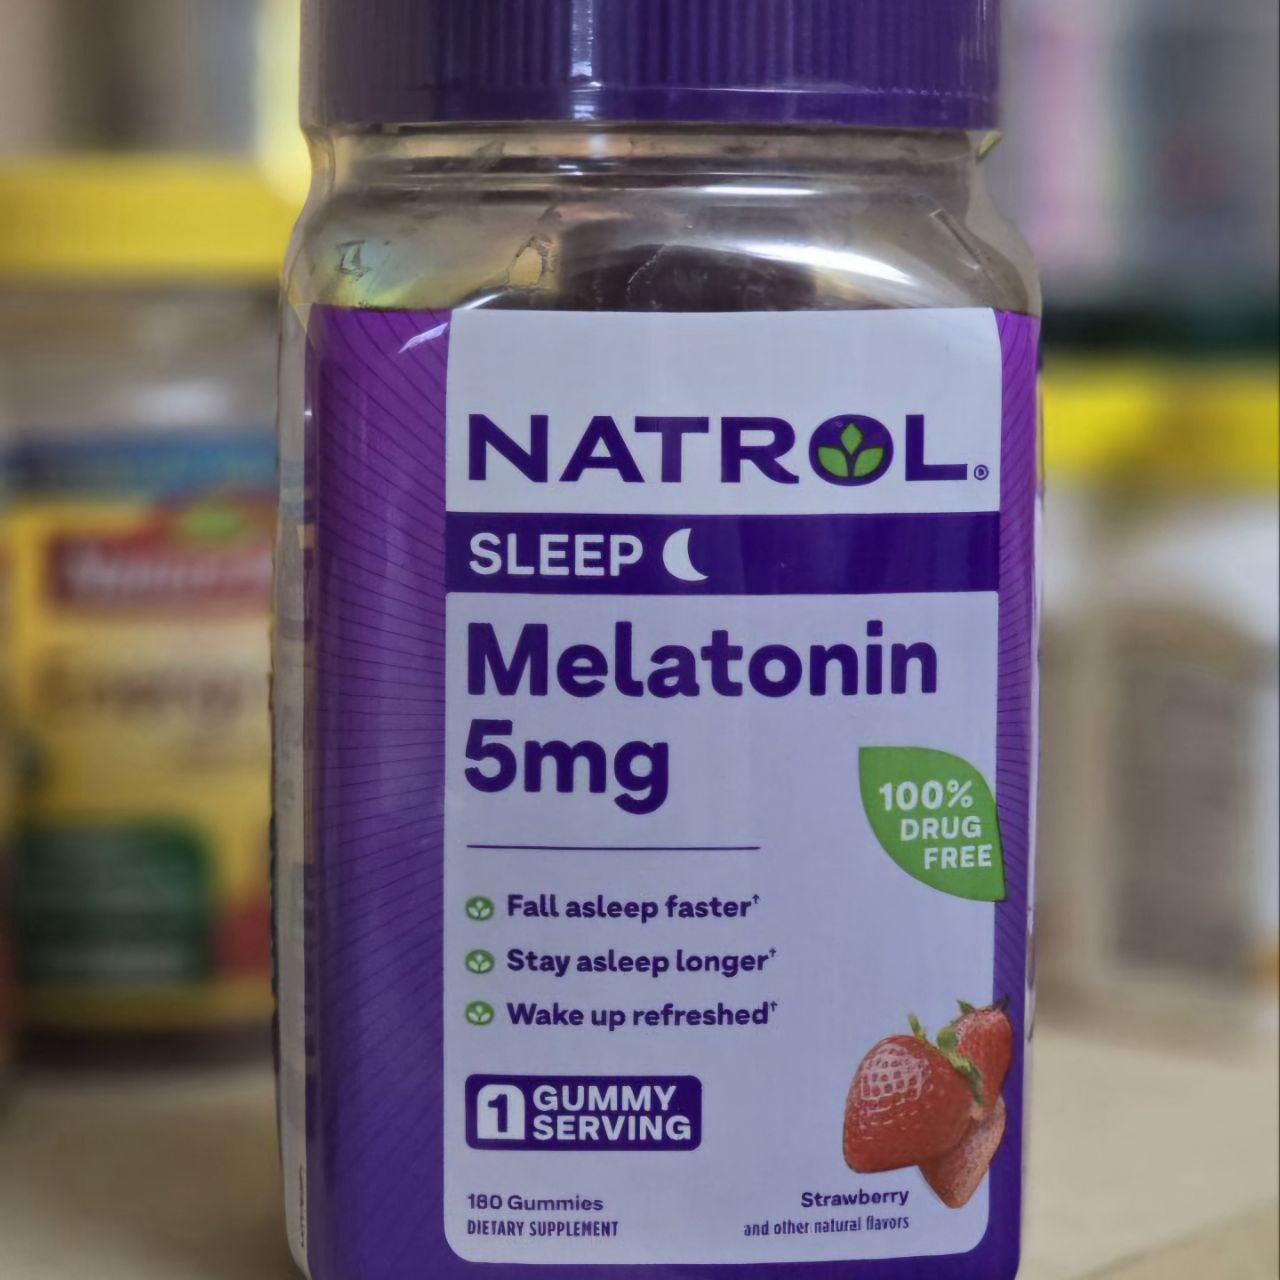 NATROL®
SLEEP
Melatonin
5mg
100%
DRUG
FREE
Fall asleep faster†
Stay asleep longer†
Wake up refreshed†
1 GUMMY
SERVING
180 Gummies
DIETARY SUPPLEMENT
Strawberry
and other natural flavors